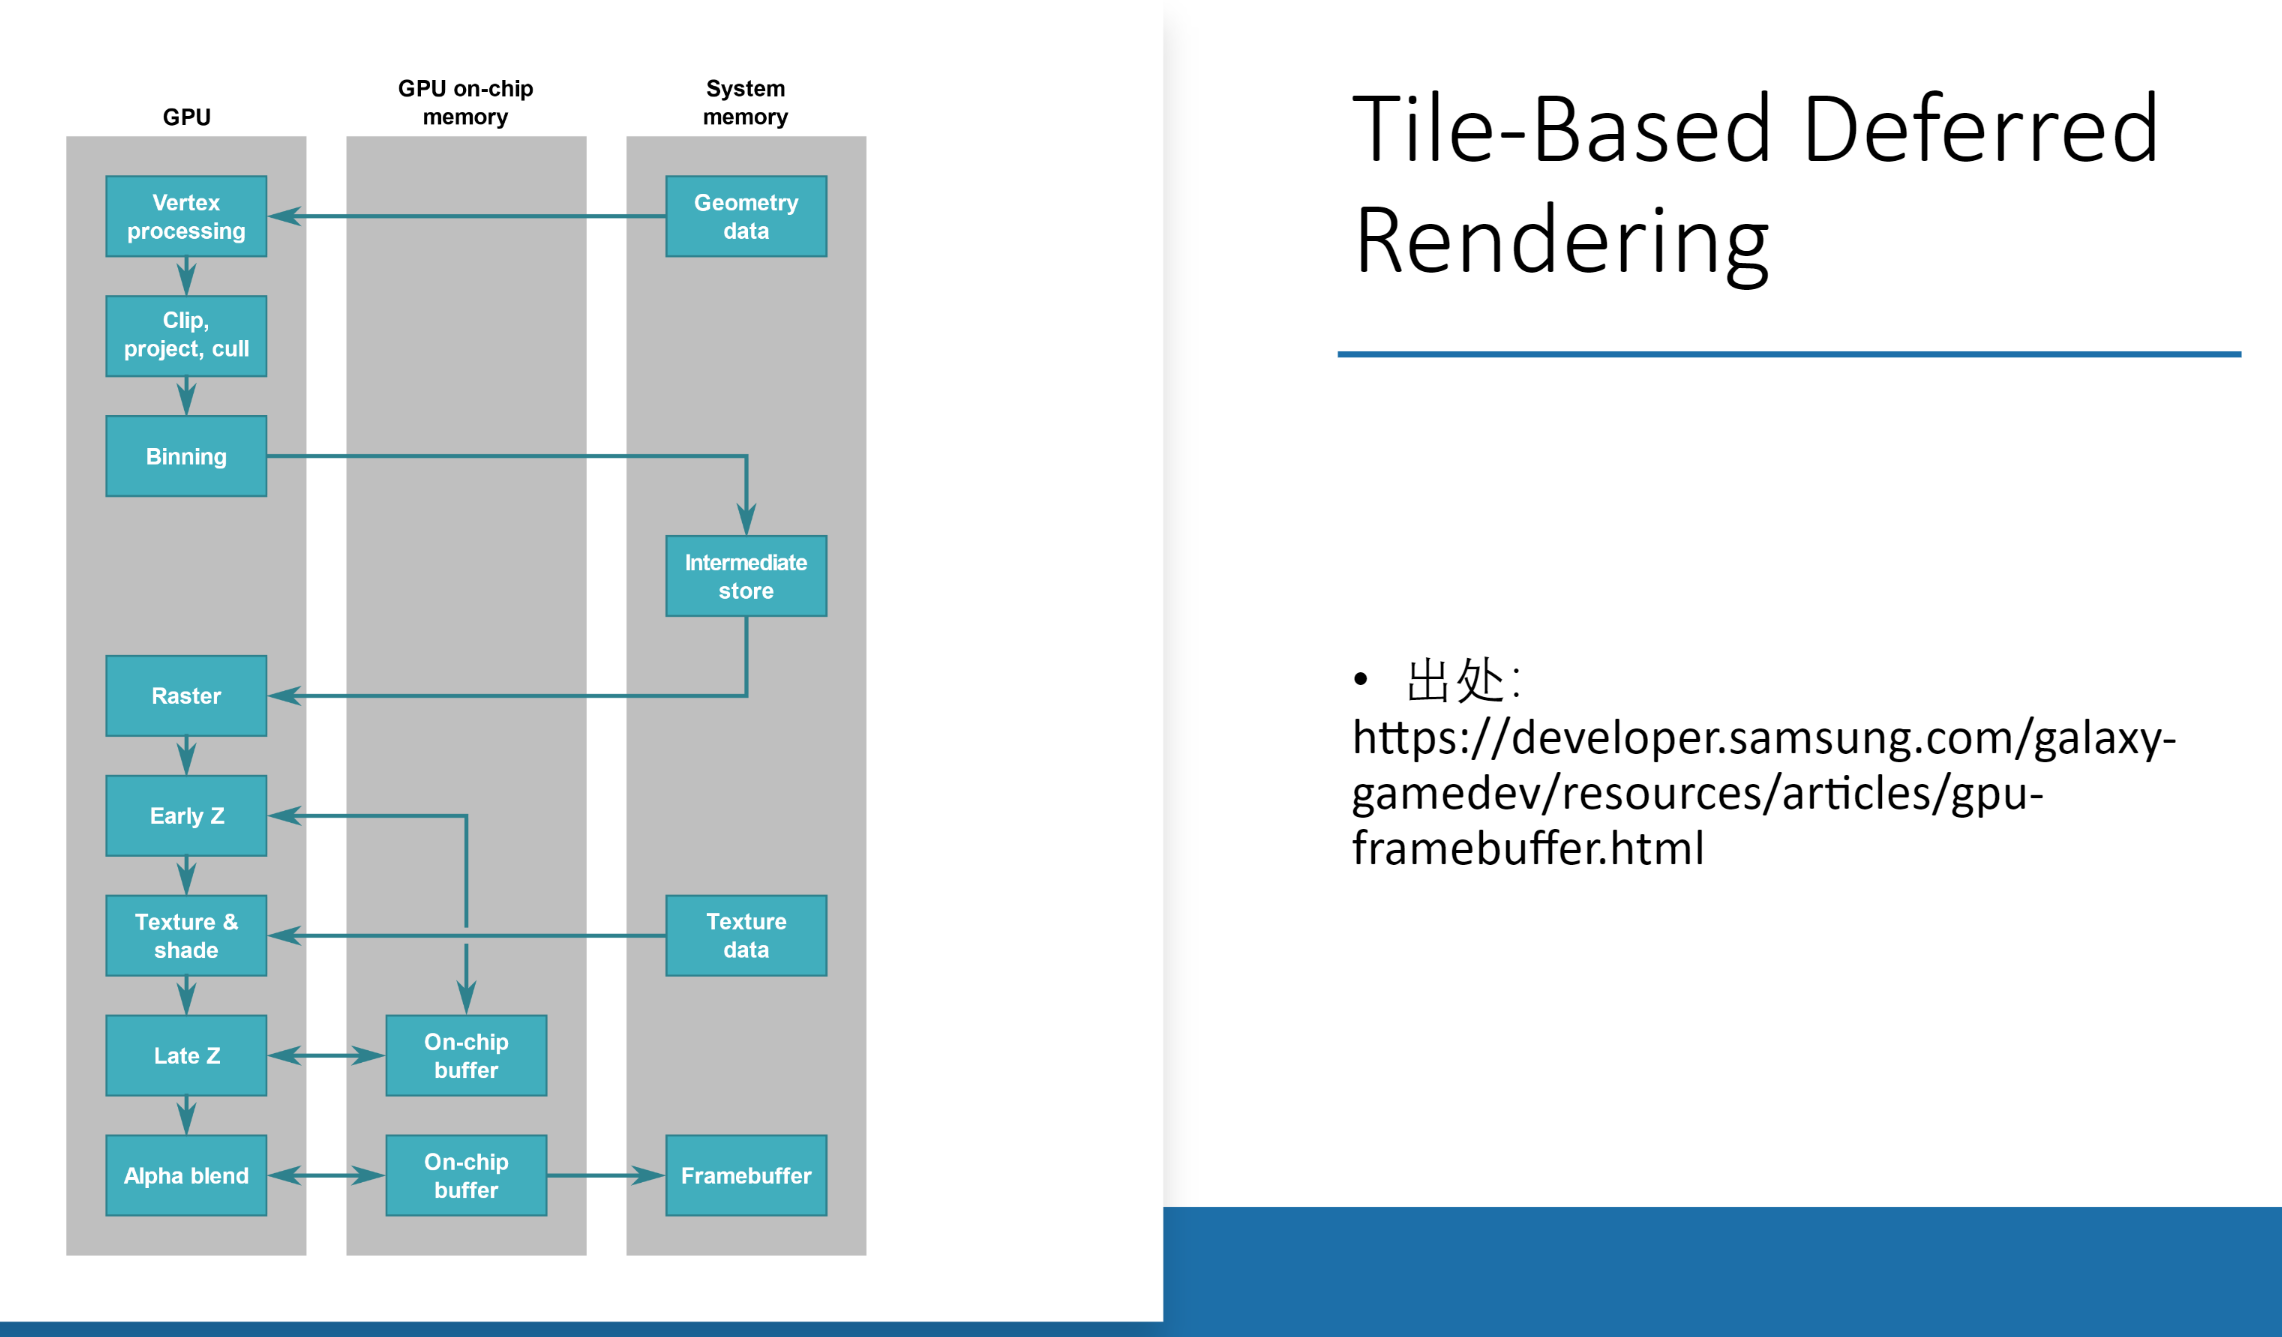 GPU
GPU on-chip
memory
System
memory
Vertex
processing
Geometry
data
Clip,
project, cull
Binning
Intermediate
store
Raster
Early Z
Texture &
shade
Texture
data
Late Z
On-chip
buffer
Alpha blend
On-chip
buffer
Framebuffer
Tile-Based Deferred
Rendering
• 出处：
https://developer.samsung.com/galaxy-
gamedev/resources/articles/gpu-
framebuffer.html